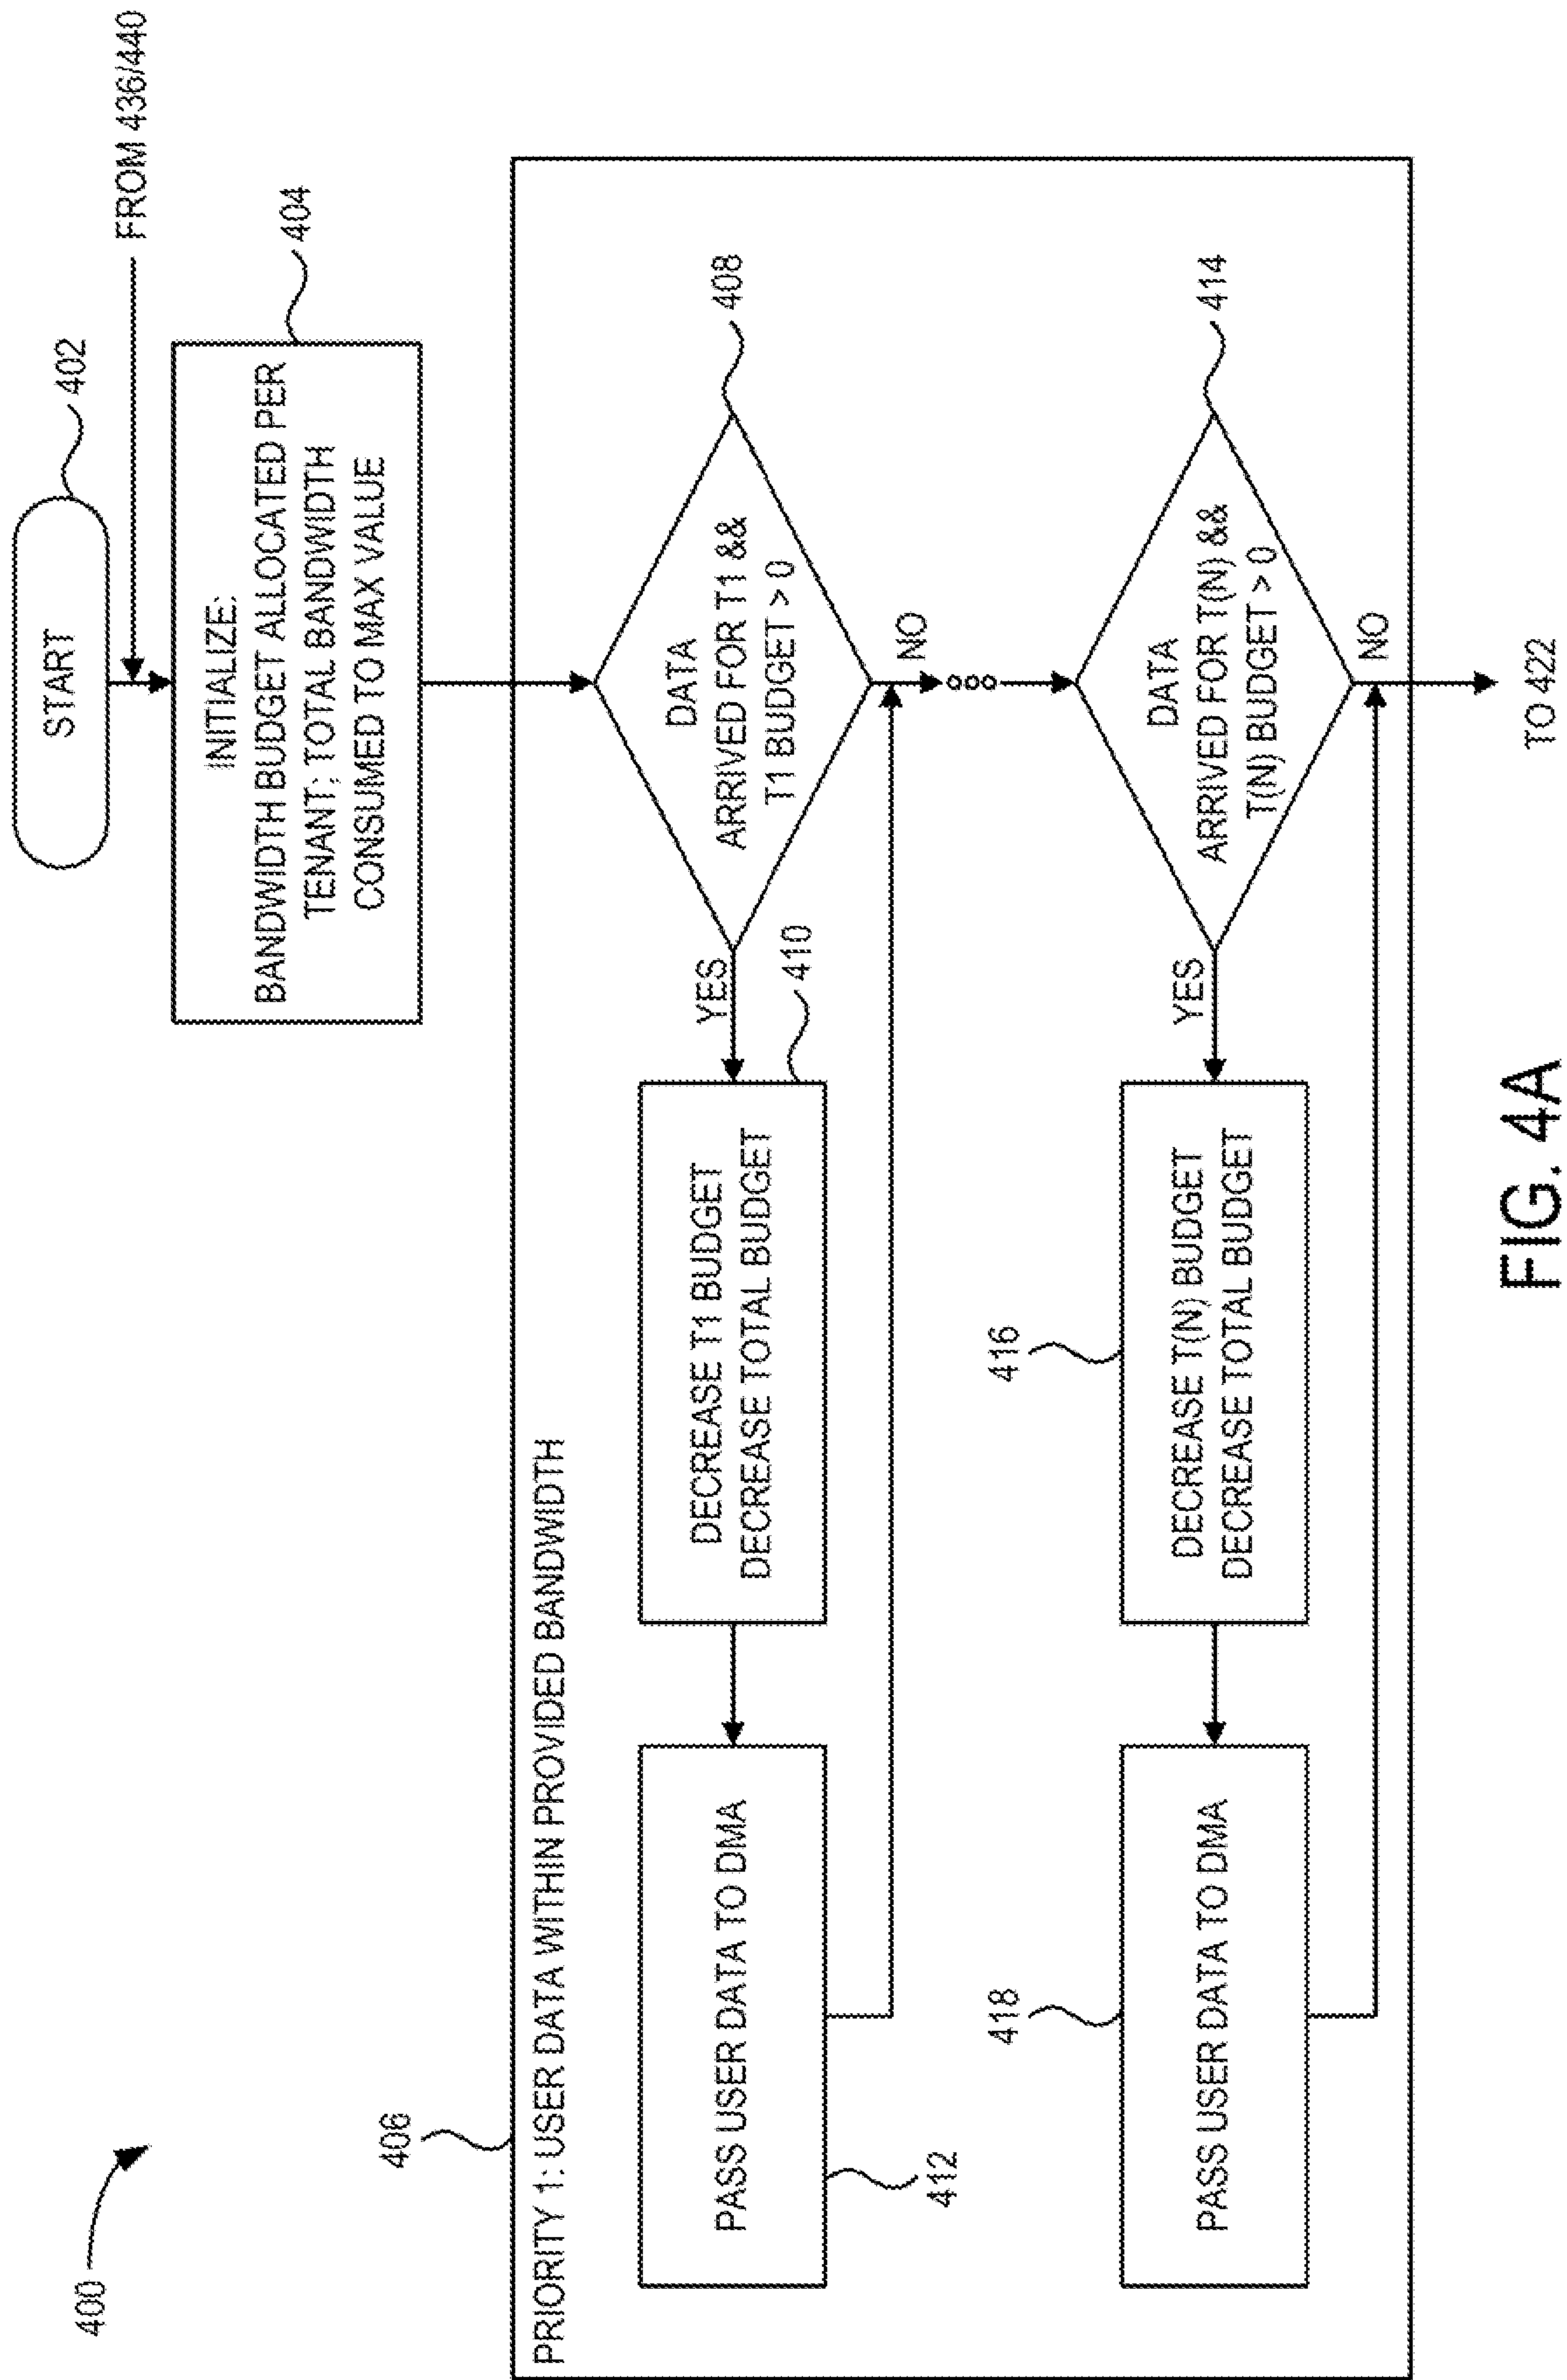 400
START
402
FROM 436/440
INITIALIZE:
BANDWIDTH BUDGET ALLOCATED PER
TENANT; TOTAL BANDWIDTH
CONSUMED TO MAX VALUE
404
406
PRIORITY 1: USER DATA WITHIN PROVIDED BANDWIDTH
DATA
ARRIVED FOR T1 &&
T1 BUDGET > 0
408
YES
NO
DECREASE T1 BUDGET
DECREASE TOTAL BUDGET
410
PASS USER DATA TO DMA
412
DATA
ARRIVED FOR T(N) &&
T(N) BUDGET > 0
414
YES
NO
DECREASE T(N) BUDGET
DECREASE TOTAL BUDGET
416
PASS USER DATA TO DMA
418
TO 422
FIG. 4A